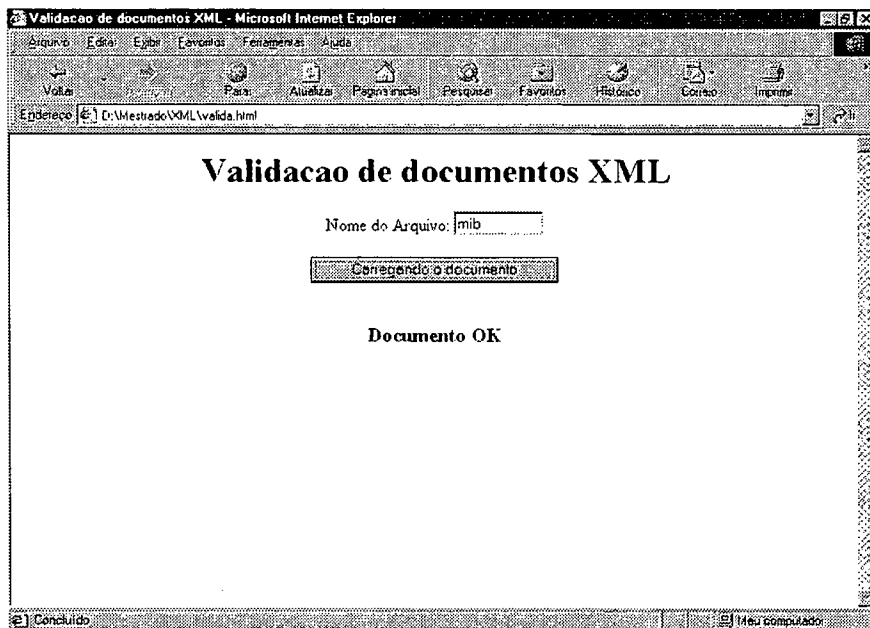 Validacao de documentos XML - Microsoft Internet Explorer
Arquivo Editar Exibir Favoritos Ferramentas Ajuda
Voltar Parar Atualizar Página inicial Pesquisar Favoritos Histórico Correio Imprimir
Endereço D:\Mestrado\XML\valida.html Ir
Validacao de documentos XML
Nome do Arquivo: mib
Carregando o documento
Documento OK
Concluído Meu computador